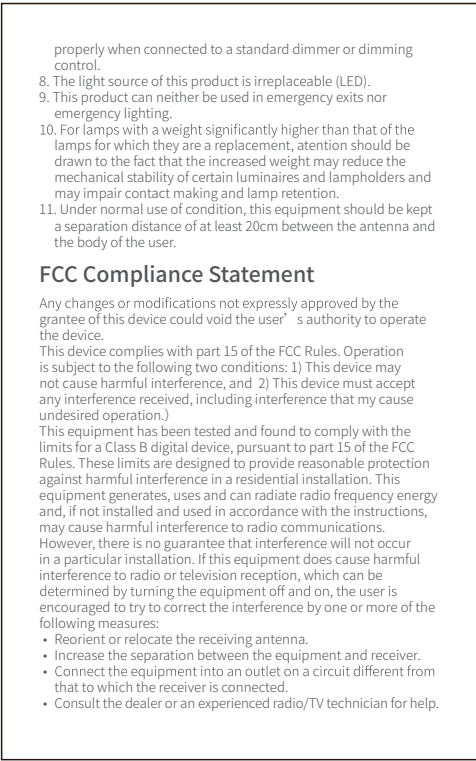 properly when connected to a standard dimmer or dimming
control.
8. The light source of this product is irreplaceable (LED).
9. This product can neither be used in emergency exits nor
emergency lighting.
10. For lamps with a weight significantly higher than that of the
lamps for which they are a replacement, atention should be
drawn to the fact that the increased weight may reduce the
mechanical stability of certain luminaires and lampholders and
may impair contact making and lamp retention.
11. Under normal use of condition, this equipment should be kept
a separation distance of at least 20cm between the antenna and
the body of the user.
FCC Compliance Statement
Any changes or modifications not expressly approved by the
grantee of this device could void the user’ s authority to operate
the device.
This device complies with part 15 of the FCC Rules. Operation
is subject to the following two conditions: 1) This device may
not cause harmful interference, and 2) This device must accept
any interference received, including interference that my cause
undesired operation.)
This equipment has been tested and found to comply with the
limits for a Class B digital device, pursuant to part 15 of the FCC
Rules. These limits are designed to provide reasonable protection
against harmful interference in a residential installation. This
equipment generates, uses and can radiate radio frequency energy
and, if not installed and used in accordance with the instructions,
may cause harmful interference to radio communications.
However, there is no guarantee that interference will not occur
in a particular installation. If this equipment does cause harmful
interference to radio or television reception, which can be
determined by turning the equipment off and on, the user is
encouraged to try to correct the interference by one or more of the
following measures:
• Reorient or relocate the receiving antenna.
• Increase the separation between the equipment and receiver.
• Connect the equipment into an outlet on a circuit different from
that to which the receiver is connected.
• Consult the dealer or an experienced radio/TV technician for help.